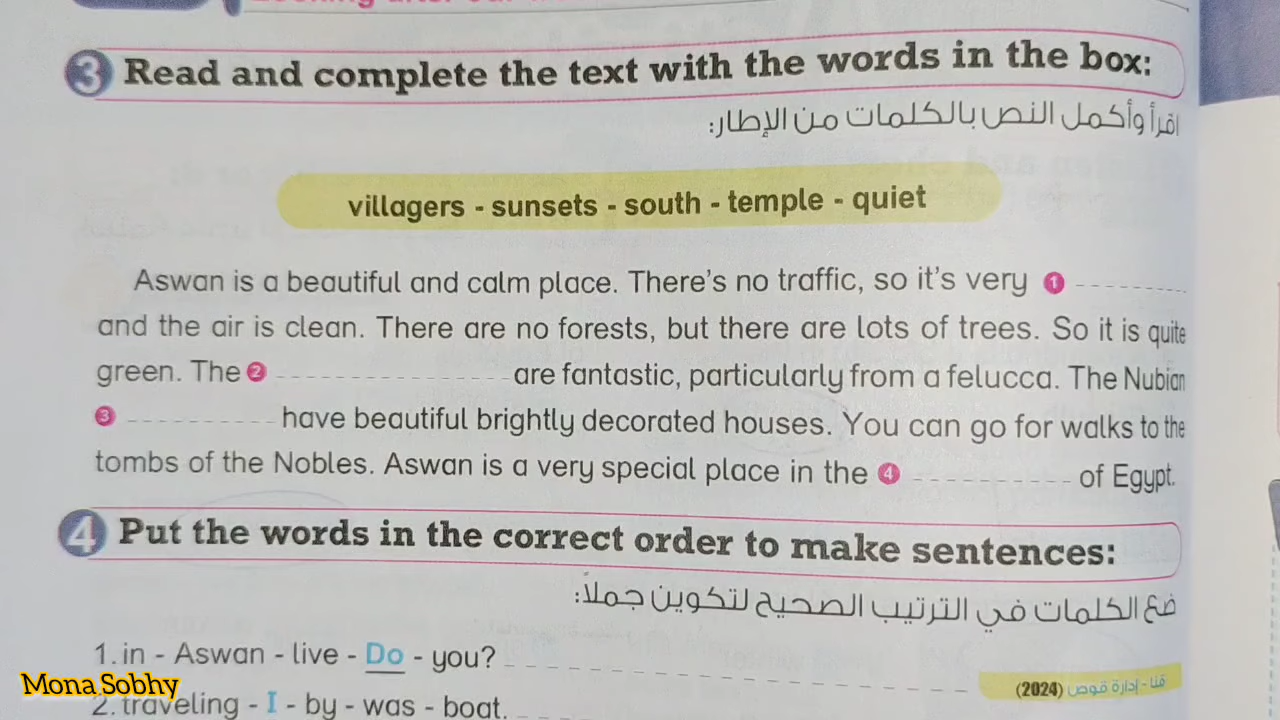 3 Read and complete the text with the words in the box:
اقرأ وأكمل النص بالكلمات من الإطار:
villagers - sunsets - south - temple - quiet
Aswan is a beautiful and calm place. There's no traffic, so it's very 1
and the air is clean. There are no forests, but there are lots of trees. So it is quite
green. The 2 are fantastic, particularly from a felucca. The Nubian
3 have beautiful brightly decorated houses. You can go for walks to the
tombs of the Nobles. Aswan is a very special place in the 4 of Egypt.
4 Put the words in the correct order to make sentences:
ضع الكلمات في الترتيب الصحيح لتكوين جملاً:
1. in - Aswan - live - Do - you?
(2024) قنا - إدارة قوص
Mona Sobhy
2. traveling - I - by - was - boat.